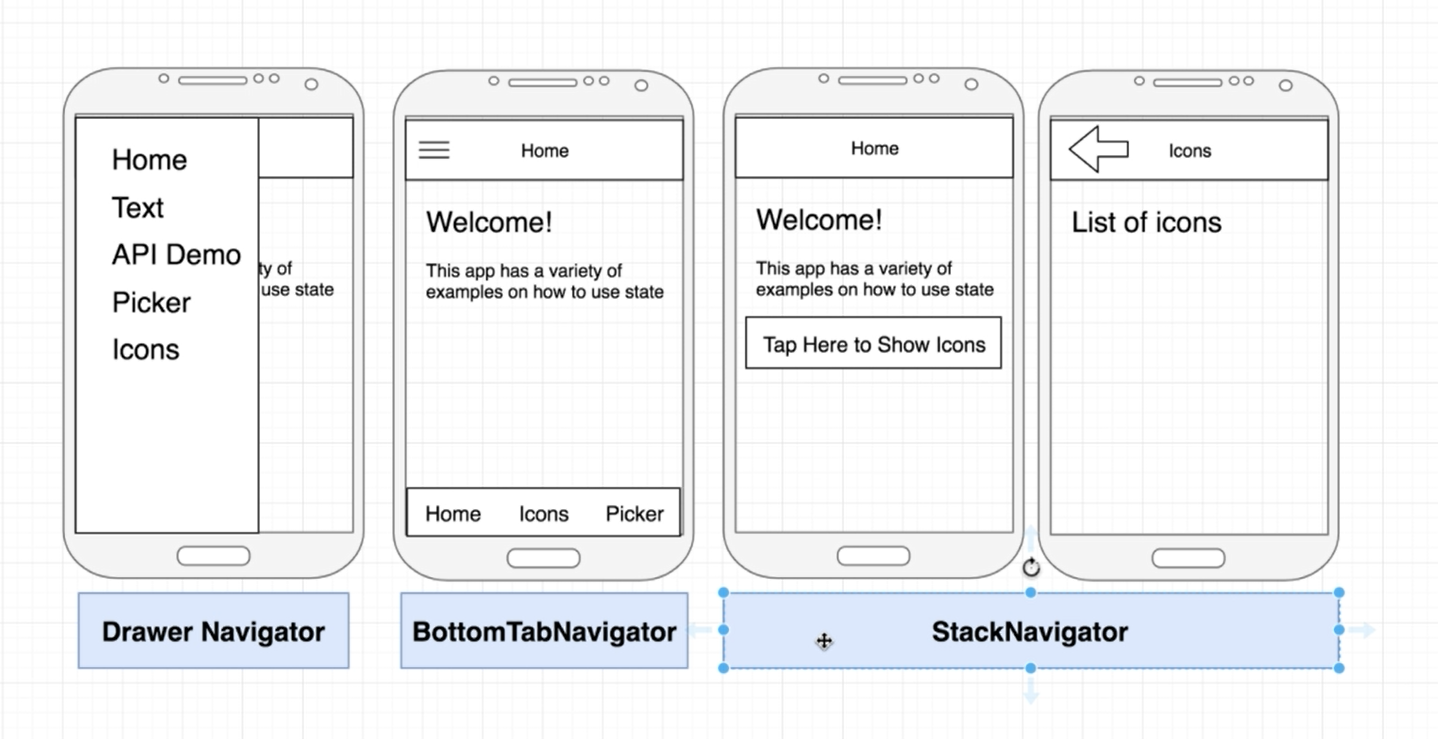 Home
Text
API Demo
Picker
Icons
ty of
use state
Drawer Navigator
Home
Welcome!
This app has a variety of
examples on how to use state
Home Icons Picker
BottomTabNavigator
Home
Welcome!
This app has a variety of
examples on how to use state
Tap Here to Show Icons
Icons
List of icons
StackNavigator